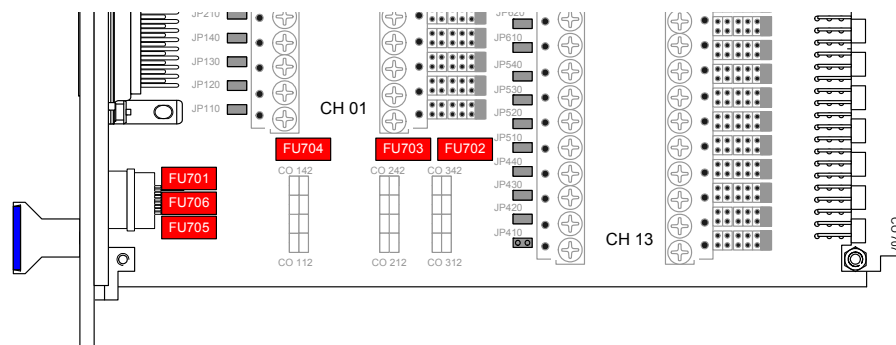 JP210
JP140
JP130
JP120
JP110
CH 01
JP620
JP610
JP540
JP530
JP520
JP510
JP440
JP430
JP420
JP410
CH 13
FU704
FU703
FU702
CO 142
CO 242
CO 342
FU701
FU706
FU705
CO 112
CO 212
CO 312